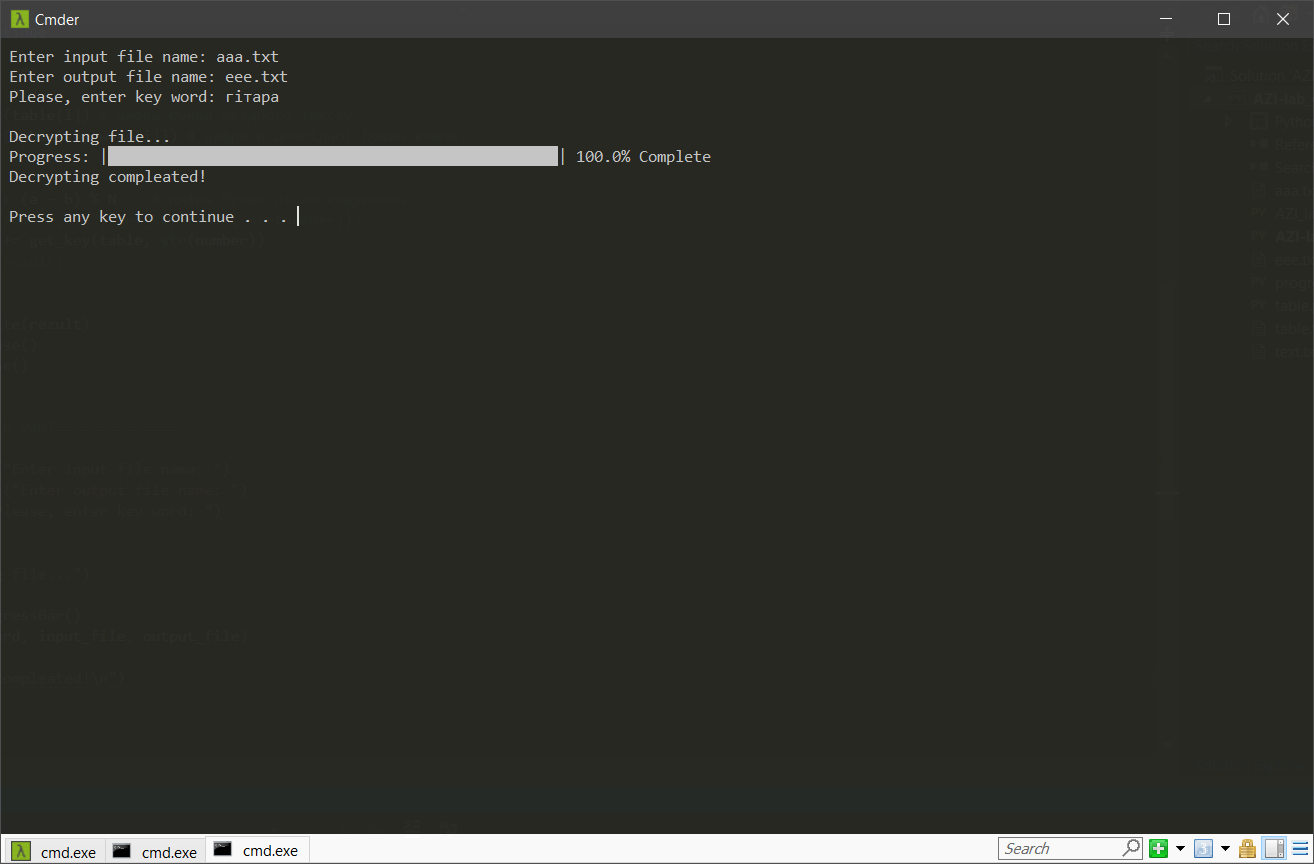 Cmder
Enter input file name: aaa.txt
Enter output file name: eee.txt
Please, enter key word: гітара
Decrypting file...
Progress: | | 100.0% Complete
Decrypting compleated!
Press any key to continue . . .
cmd.exe cmd.exe cmd.exe Search